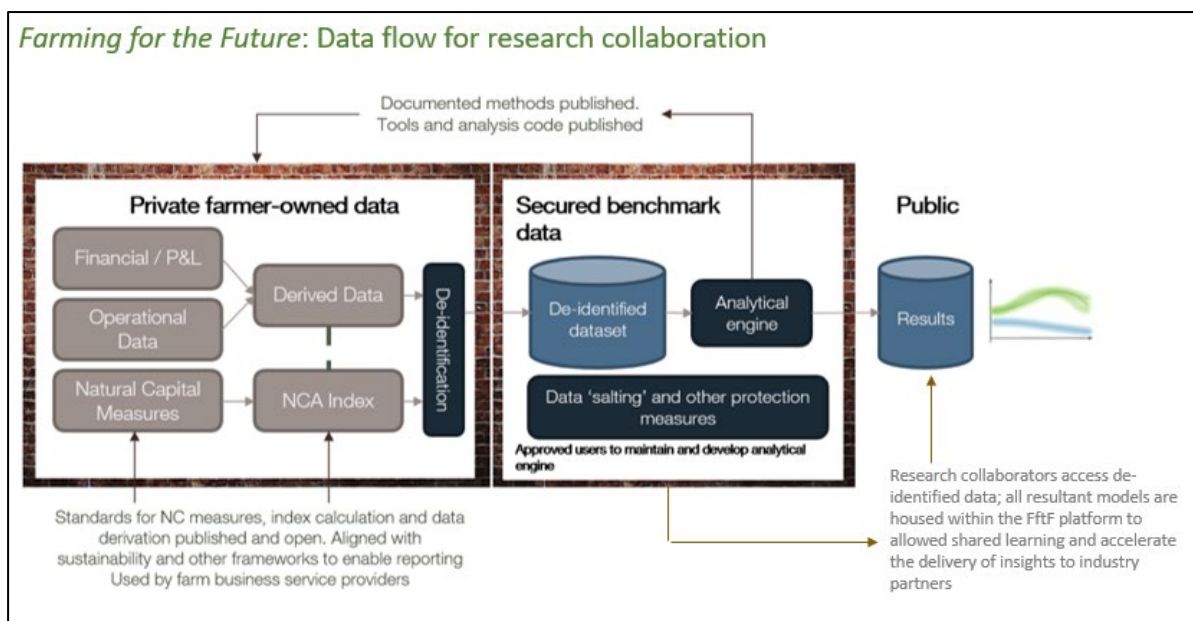 Farming for the Future: Data flow for research collaboration
Documented methods published.
Tools and analysis code published
Private farmer-owned data
Financial / P&L
Operational
Data
Natural Capital
Measures
Derived Data
NCA Index
De-identification
Secured benchmark
data
De-identified
dataset
Analytical
engine
Data 'salting' and other protection
measures
Approved users to maintain and develop analytical
engine
Public
Results
Standards for NC measures, index calculation and data
derivation published and open. Aligned with
sustainability and other frameworks to enable reporting
Used by farm business service providers
Research collaborators access de-
identified data; all resultant models are
housed within the FftF platform to
allowed shared learning and accelerate
the delivery of insights to industry
partners